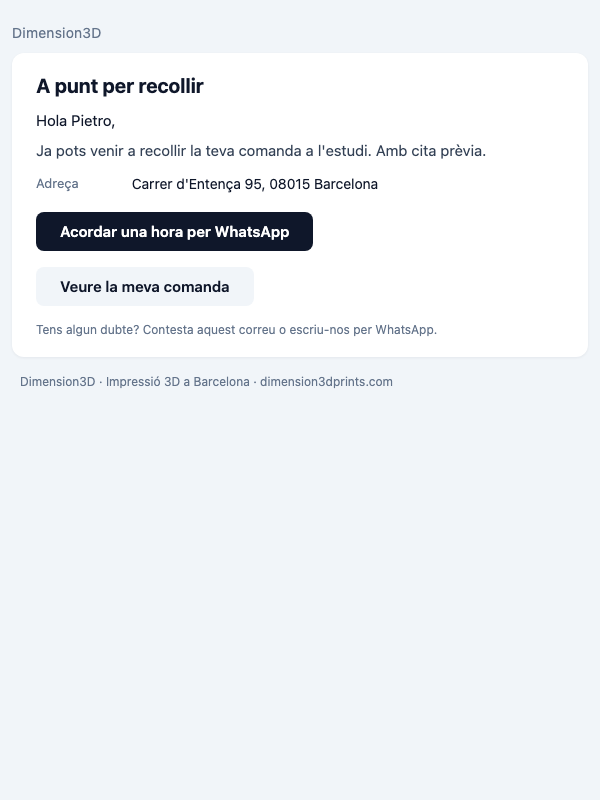 Dimension3D
A punt per recollir
Hola Pietro,
Ja pots venir a recollir la teva comanda a l'estudi. Amb cita prèvia.
Adreça Carrer d'Entença 95, 08015 Barcelona
Acordar una hora per WhatsApp
Veure la meva comanda
Tens algun dubte? Contesta aquest correu o escriu-nos per WhatsApp.
Dimension3D · Impressió 3D a Barcelona · dimension3dprints.com